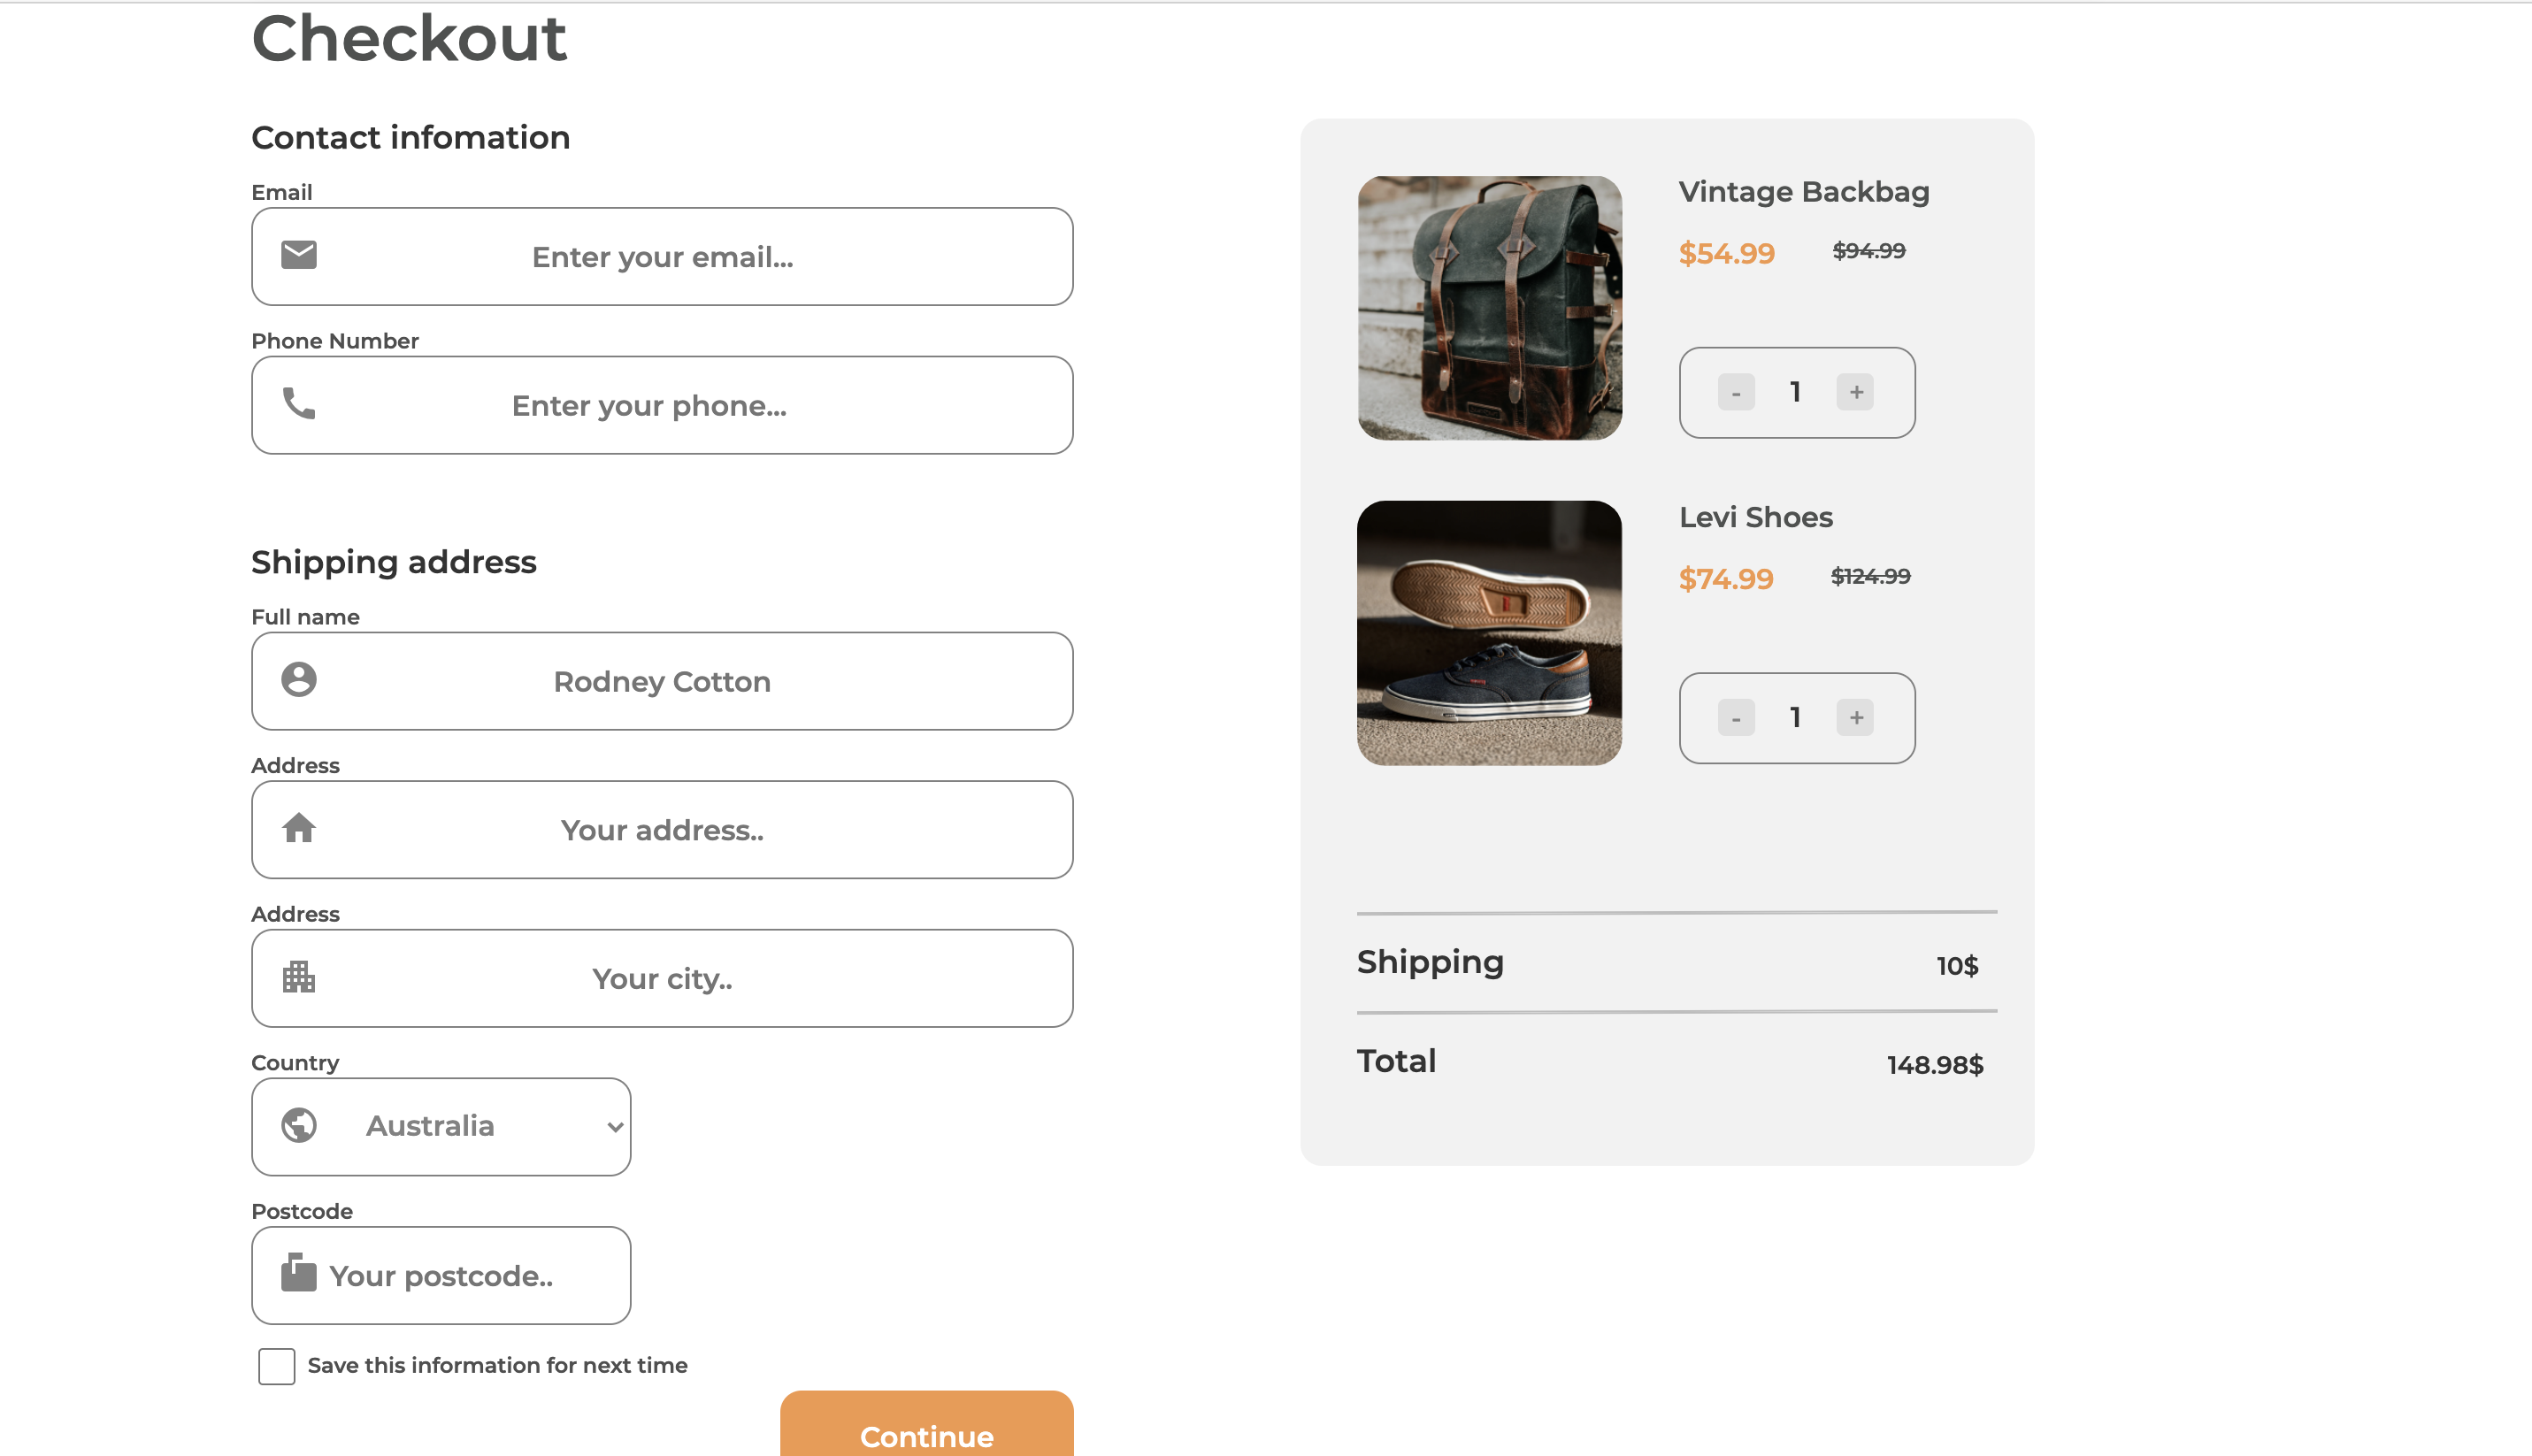 Checkout
Contact infomation
Email
Enter your email...
Phone Number
Enter your phone...
Shipping address
Full name
Rodney Cotton
Address
Your address..
Address
Your city..
Country
Australia
Postcode
Your postcode..
Save this information for next time
Continue
Vintage Backbag
$54.99 $94.99
- 1 +
Levi Shoes
$74.99 $124.99
- 1 +
Shipping 10$
Total 148.98$